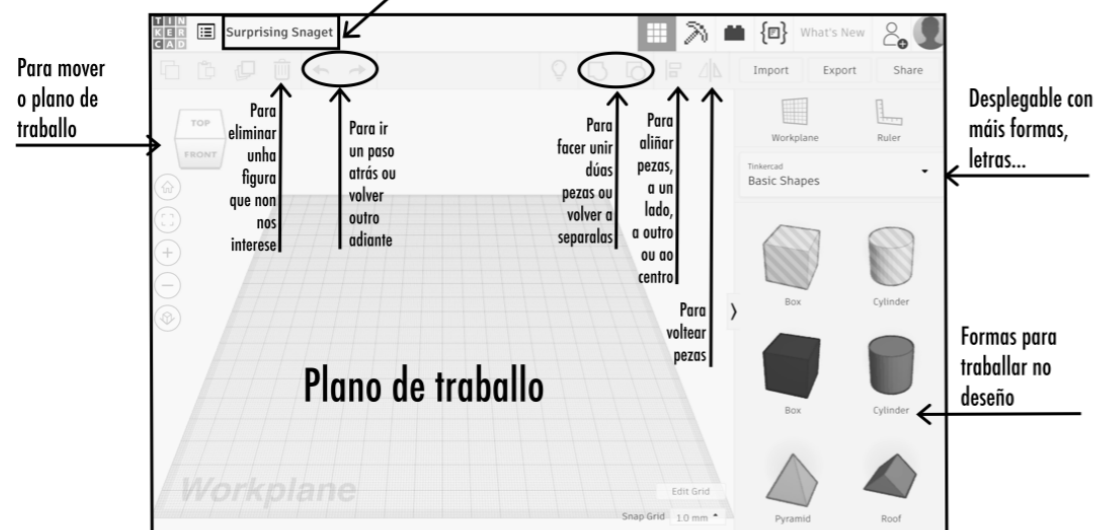 TIN
KER
CAD
Surprising Snaget
What's New
Import
Export
Share
Para mover
o plano de
traballo
TOP
FRONT
Para
eliminar
unha
figura
que non
nos
interese
Para ir
un paso
atrás ou
volver
outro
adiante
Para
facer unir
dúas
pezas ou
volver a
separalas
Para
aliñar
pezas,
a un
lado,
a outro
ou ao
centro
Para
voltear
pezas
Workplane
Ruler
Tinkercad
Basic Shapes
Desplegable con
máis formas,
letras...
Box
Cylinder
Box
Cylinder
Formas para
traballar no
deseño
Plano de traballo
Workplane
Edit Grid
Snap Grid 1.0 mm
Pyramid
Roof